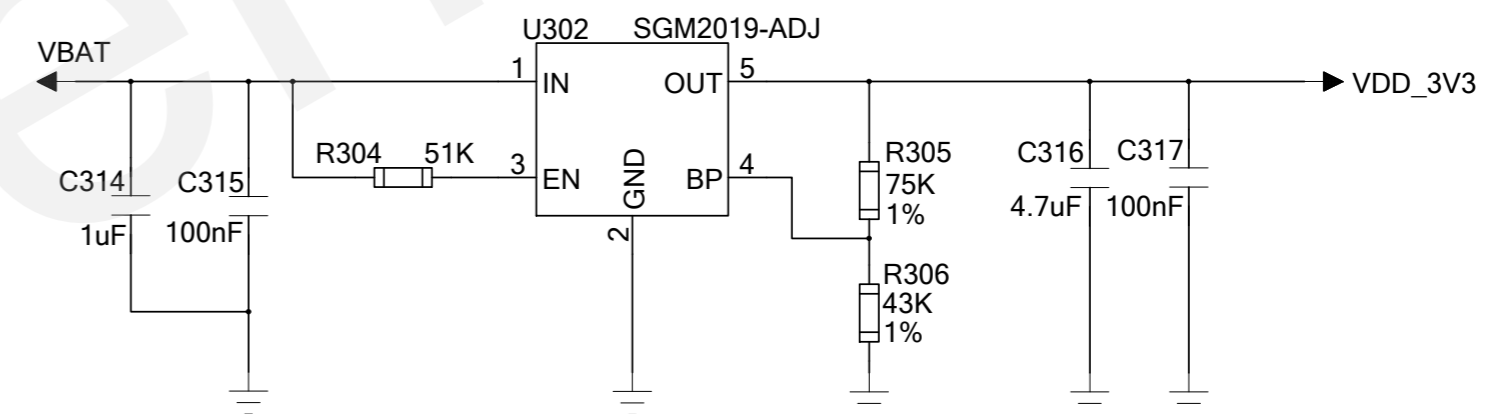 U302 SGM2019-ADJ
VBAT
1 IN OUT 5
VDD_3V3
R304 51K 3 EN GND BP 4
2
C314
1uF
C315
100nF
R305
75K
1%
R306
43K
1%
C316
4.7uF
C317
100nF